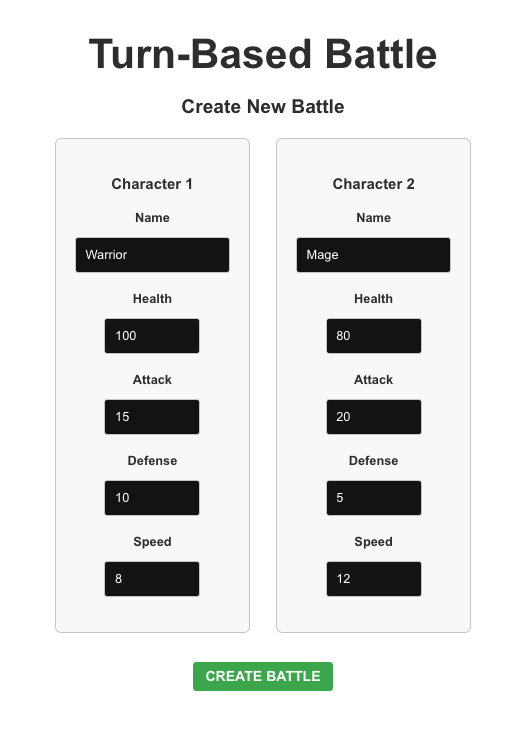 Turn-Based Battle
Create New Battle
Character 1
Name
Warrior
Health
100
Attack
15
Defense
10
Speed
8
Character 2
Name
Mage
Health
80
Attack
20
Defense
5
Speed
12
CREATE BATTLE